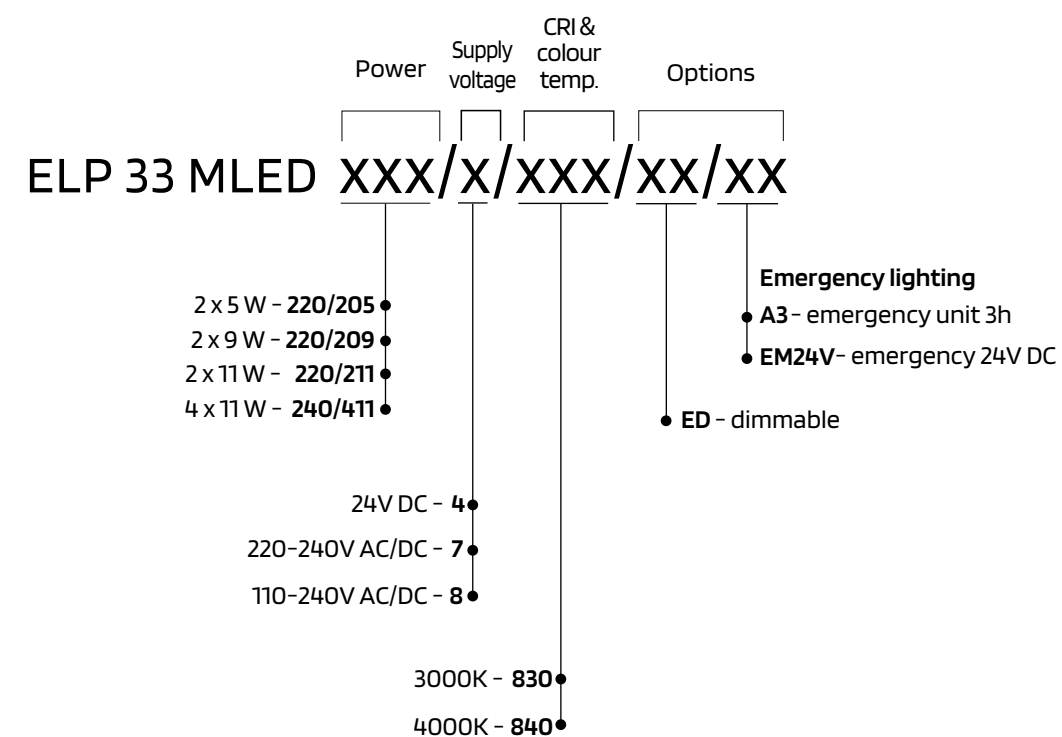 CRI &
colour
temp.
Supply
voltage
Power
Options
ELP 33 MLED xxx/x/xxx/xx/xx
Emergency lighting
A3 - emergency unit 3h
EM24V - emergency 24V DC
2 x 5 W - 220/205
2 x 9 W - 220/209
2 x 11 W - 220/211
4 x 11 W - 240/411
ED - dimmable
24V DC - 4
220-240V AC/DC - 7
110-240V AC/DC - 8
3000K - 830
4000K - 840